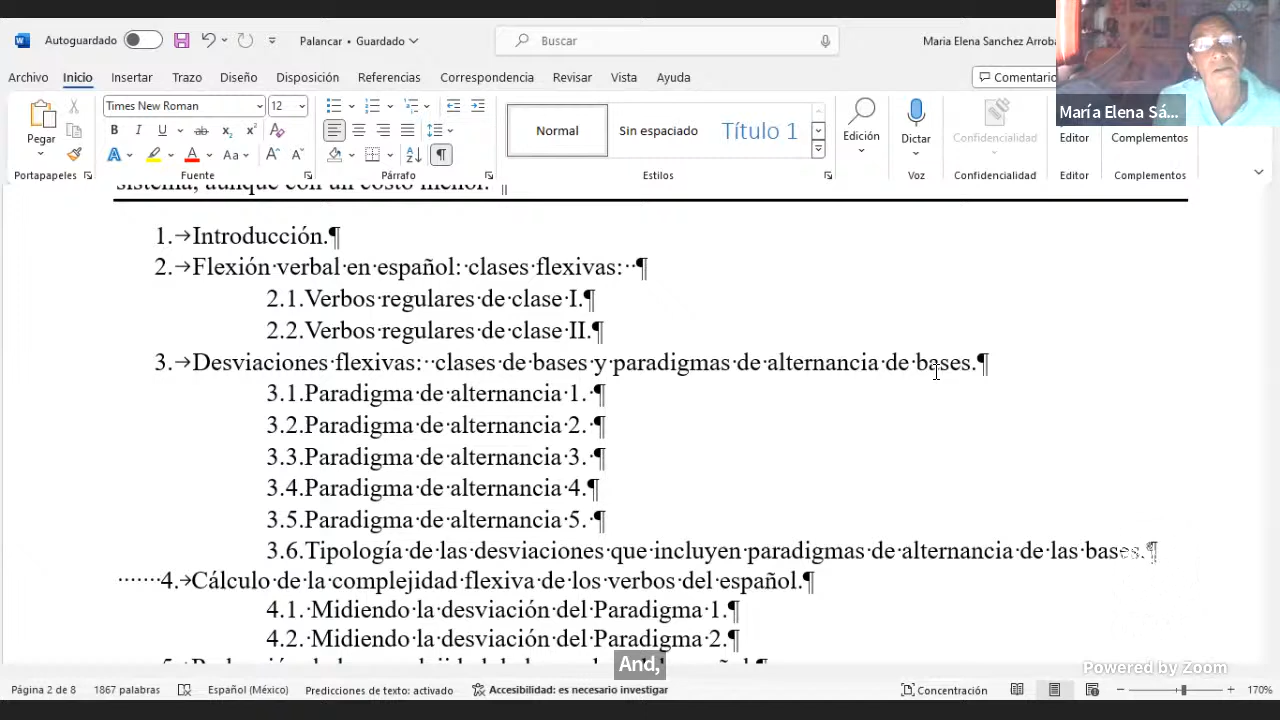 Autoguardado
Palancar • Guardado
Buscar
Maria Elena Sanchez Arroba
Archivo Inicio Insertar Trazo Diseño Disposición Referencias Correspondencia Revisar Vista Ayuda
Comentario
María Elena Sá...
Times New Roman 12
Pegar
Normal
Sin espaciado
Título 1
Edición
Dictar
Confidencialidad
Editor
Complementos
Portapapeles Fuente Párrafo Estilos Voz Confidencialidad Editor Complementos
sistema, aunque con un costo menor. ¶
1.→Introducción.¶
2.→Flexión·verbal·en·español:·clases·flexivas:··¶
2.1.Verbos·regulares·de·clase·I.¶
2.2.Verbos·regulares·de·clase·II.¶
3.→Desviaciones·flexivas:··clases·de·bases·y·paradigmas·de·alternancia·de·bases.¶
3.1.Paradigma·de·alternancia·1.·¶
3.2.Paradigma·de·alternancia·2.·¶
3.3.Paradigma·de·alternancia·3.·¶
3.4.Paradigma·de·alternancia·4.¶
3.5.Paradigma·de·alternancia·5.·¶
3.6.Tipología·de·las·desviaciones·que·incluyen·paradigmas·de·alternancia·de·las·bases.¶
·······4.→Cálculo·de·la·complejidad·flexiva·de·los·verbos·del·español.¶
4.1.·Midiendo·la·desviación·del·Paradigma·1.¶
4.2.·Midiendo·la·desviación·del·Paradigma·2.¶
And,
Powered by Zoom
Página 2 de 8 1867 palabras Español (México) Predicciones de texto: activado Accesibilidad: es necesario investigar Concentración 170%